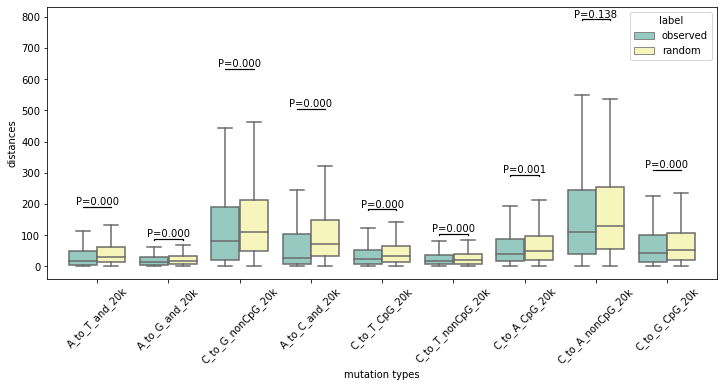 800
700
600
500
400
300
200
100
0
distances
P=0.000
P=0.000
P=0.000
P=0.000
P=0.000
P=0.000
P=0.001
P=0.138
P=0.000
label
observed
random
A_to_T_and_20k
A_to_G_and_20k
C_to_G_nonCpG_20k
A_to_C_and_20k
C_to_T_CpG_20k
C_to_T_nonCpG_20k
C_to_A_CpG_20k
C_to_A_nonCpG_20k
C_to_G_CpG_20k
mutation types